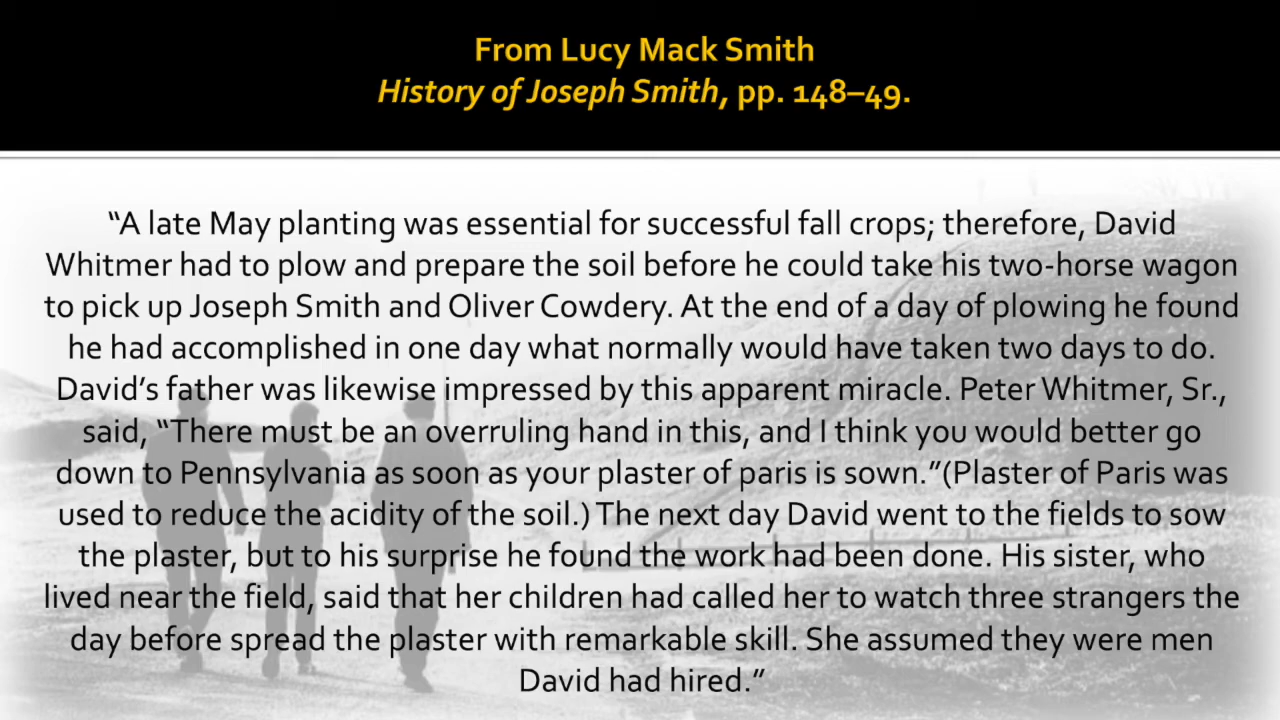 From Lucy Mack Smith
History of Joseph Smith, pp. 148–49.
“A late May planting was essential for successful fall crops; therefore, David
Whitmer had to plow and prepare the soil before he could take his two-horse wagon
to pick up Joseph Smith and Oliver Cowdery. At the end of a day of plowing he found
he had accomplished in one day what normally would have taken two days to do.
David’s father was likewise impressed by this apparent miracle. Peter Whitmer, Sr.,
said, “There must be an overruling hand in this, and I think you would better go
down to Pennsylvania as soon as your plaster of paris is sown.”(Plaster of Paris was
used to reduce the acidity of the soil.) The next day David went to the fields to sow
the plaster, but to his surprise he found the work had been done. His sister, who
lived near the field, said that her children had called her to watch three strangers the
day before spread the plaster with remarkable skill. She assumed they were men
David had hired.”